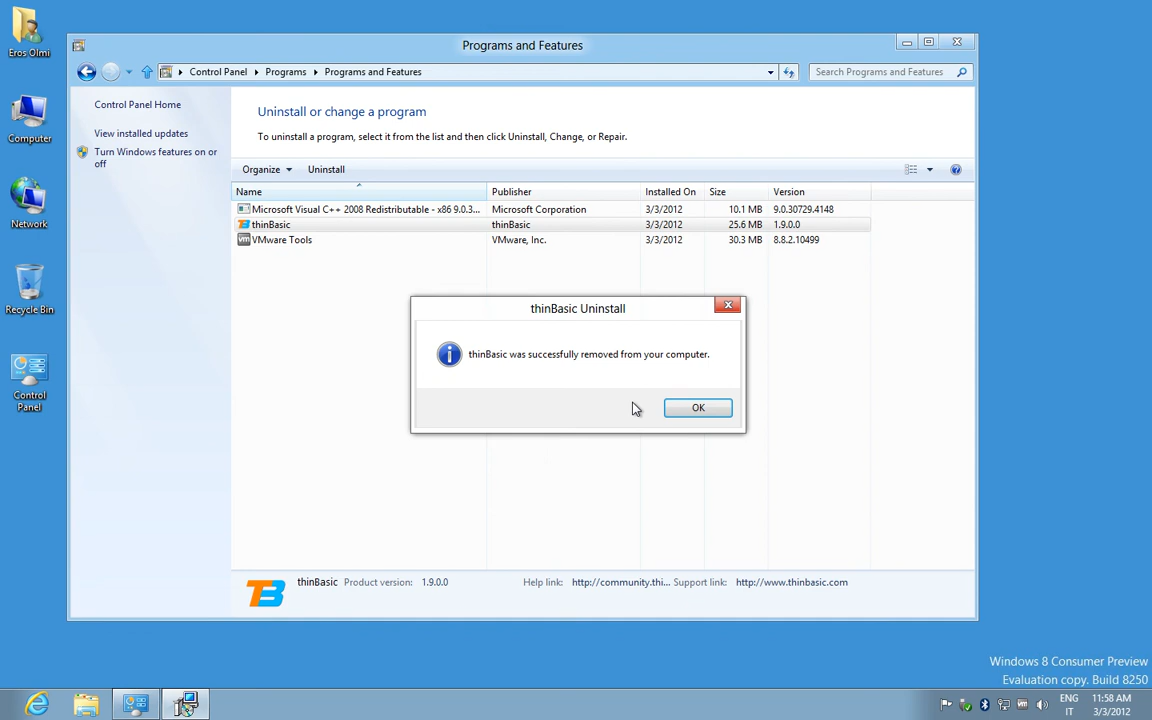 Eros Olmi
Computer
Network
Recycle Bin
Control
Panel
Programs and Features
Control Panel
Programs
Programs and Features
Search Programs and Features
Control Panel Home
View installed updates
Turn Windows features on or
off
Uninstall or change a program
To uninstall a program, select it from the list and then click Uninstall, Change, or Repair.
Organize
Uninstall
Name Publisher Installed On Size Version
Microsoft Visual C++ 2008 Redistributable - x86 9.0.3... Microsoft Corporation 3/3/2012 10.1 MB 9.0.30729.4148
thinBasic thinBasic 3/3/2012 25.6 MB 1.9.0.0
VMware Tools VMware, Inc. 3/3/2012 30.3 MB 8.8.2.10499
thinBasic Uninstall
thinBasic was successfully removed from your computer.
OK
thinBasic Product version: 1.9.0.0 Help link: http://community.thi... Support link: http://www.thinbasic.com
Windows 8 Consumer Preview
Evaluation copy. Build 8250
ENG 11:58 AM
IT 3/3/2012